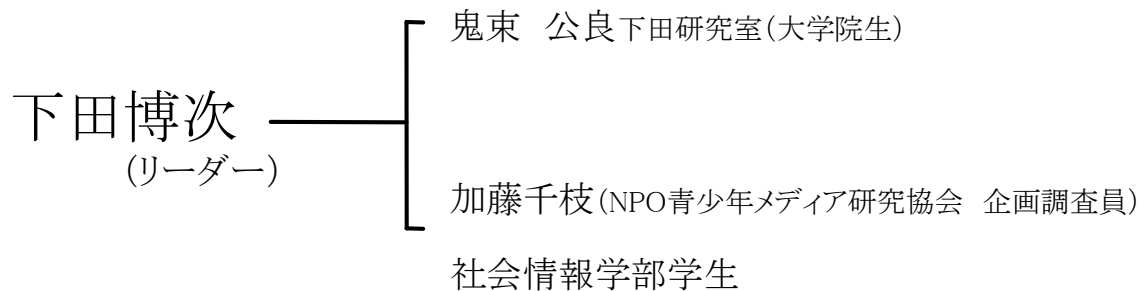 鬼束　公良下田研究室（大学院生）
下田博次
（リーダー）
加藤千枝（NPO青少年メディア研究協会　企画調査員）
社会情報学部学生